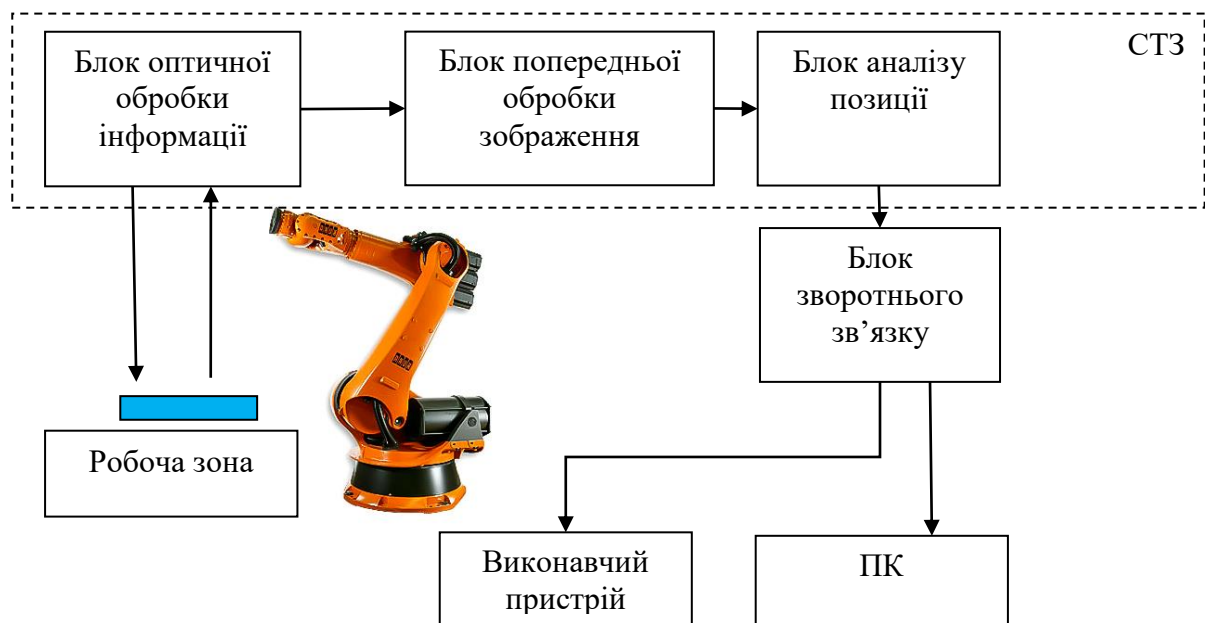 Блок оптичної
обробки
інформації
Блок попередньої
обробки
зображення
Блок аналізу
позиції
СТЗ
Блок
зворотнього
зв’язку
Робоча зона
Виконавчий
пристрій
ПК